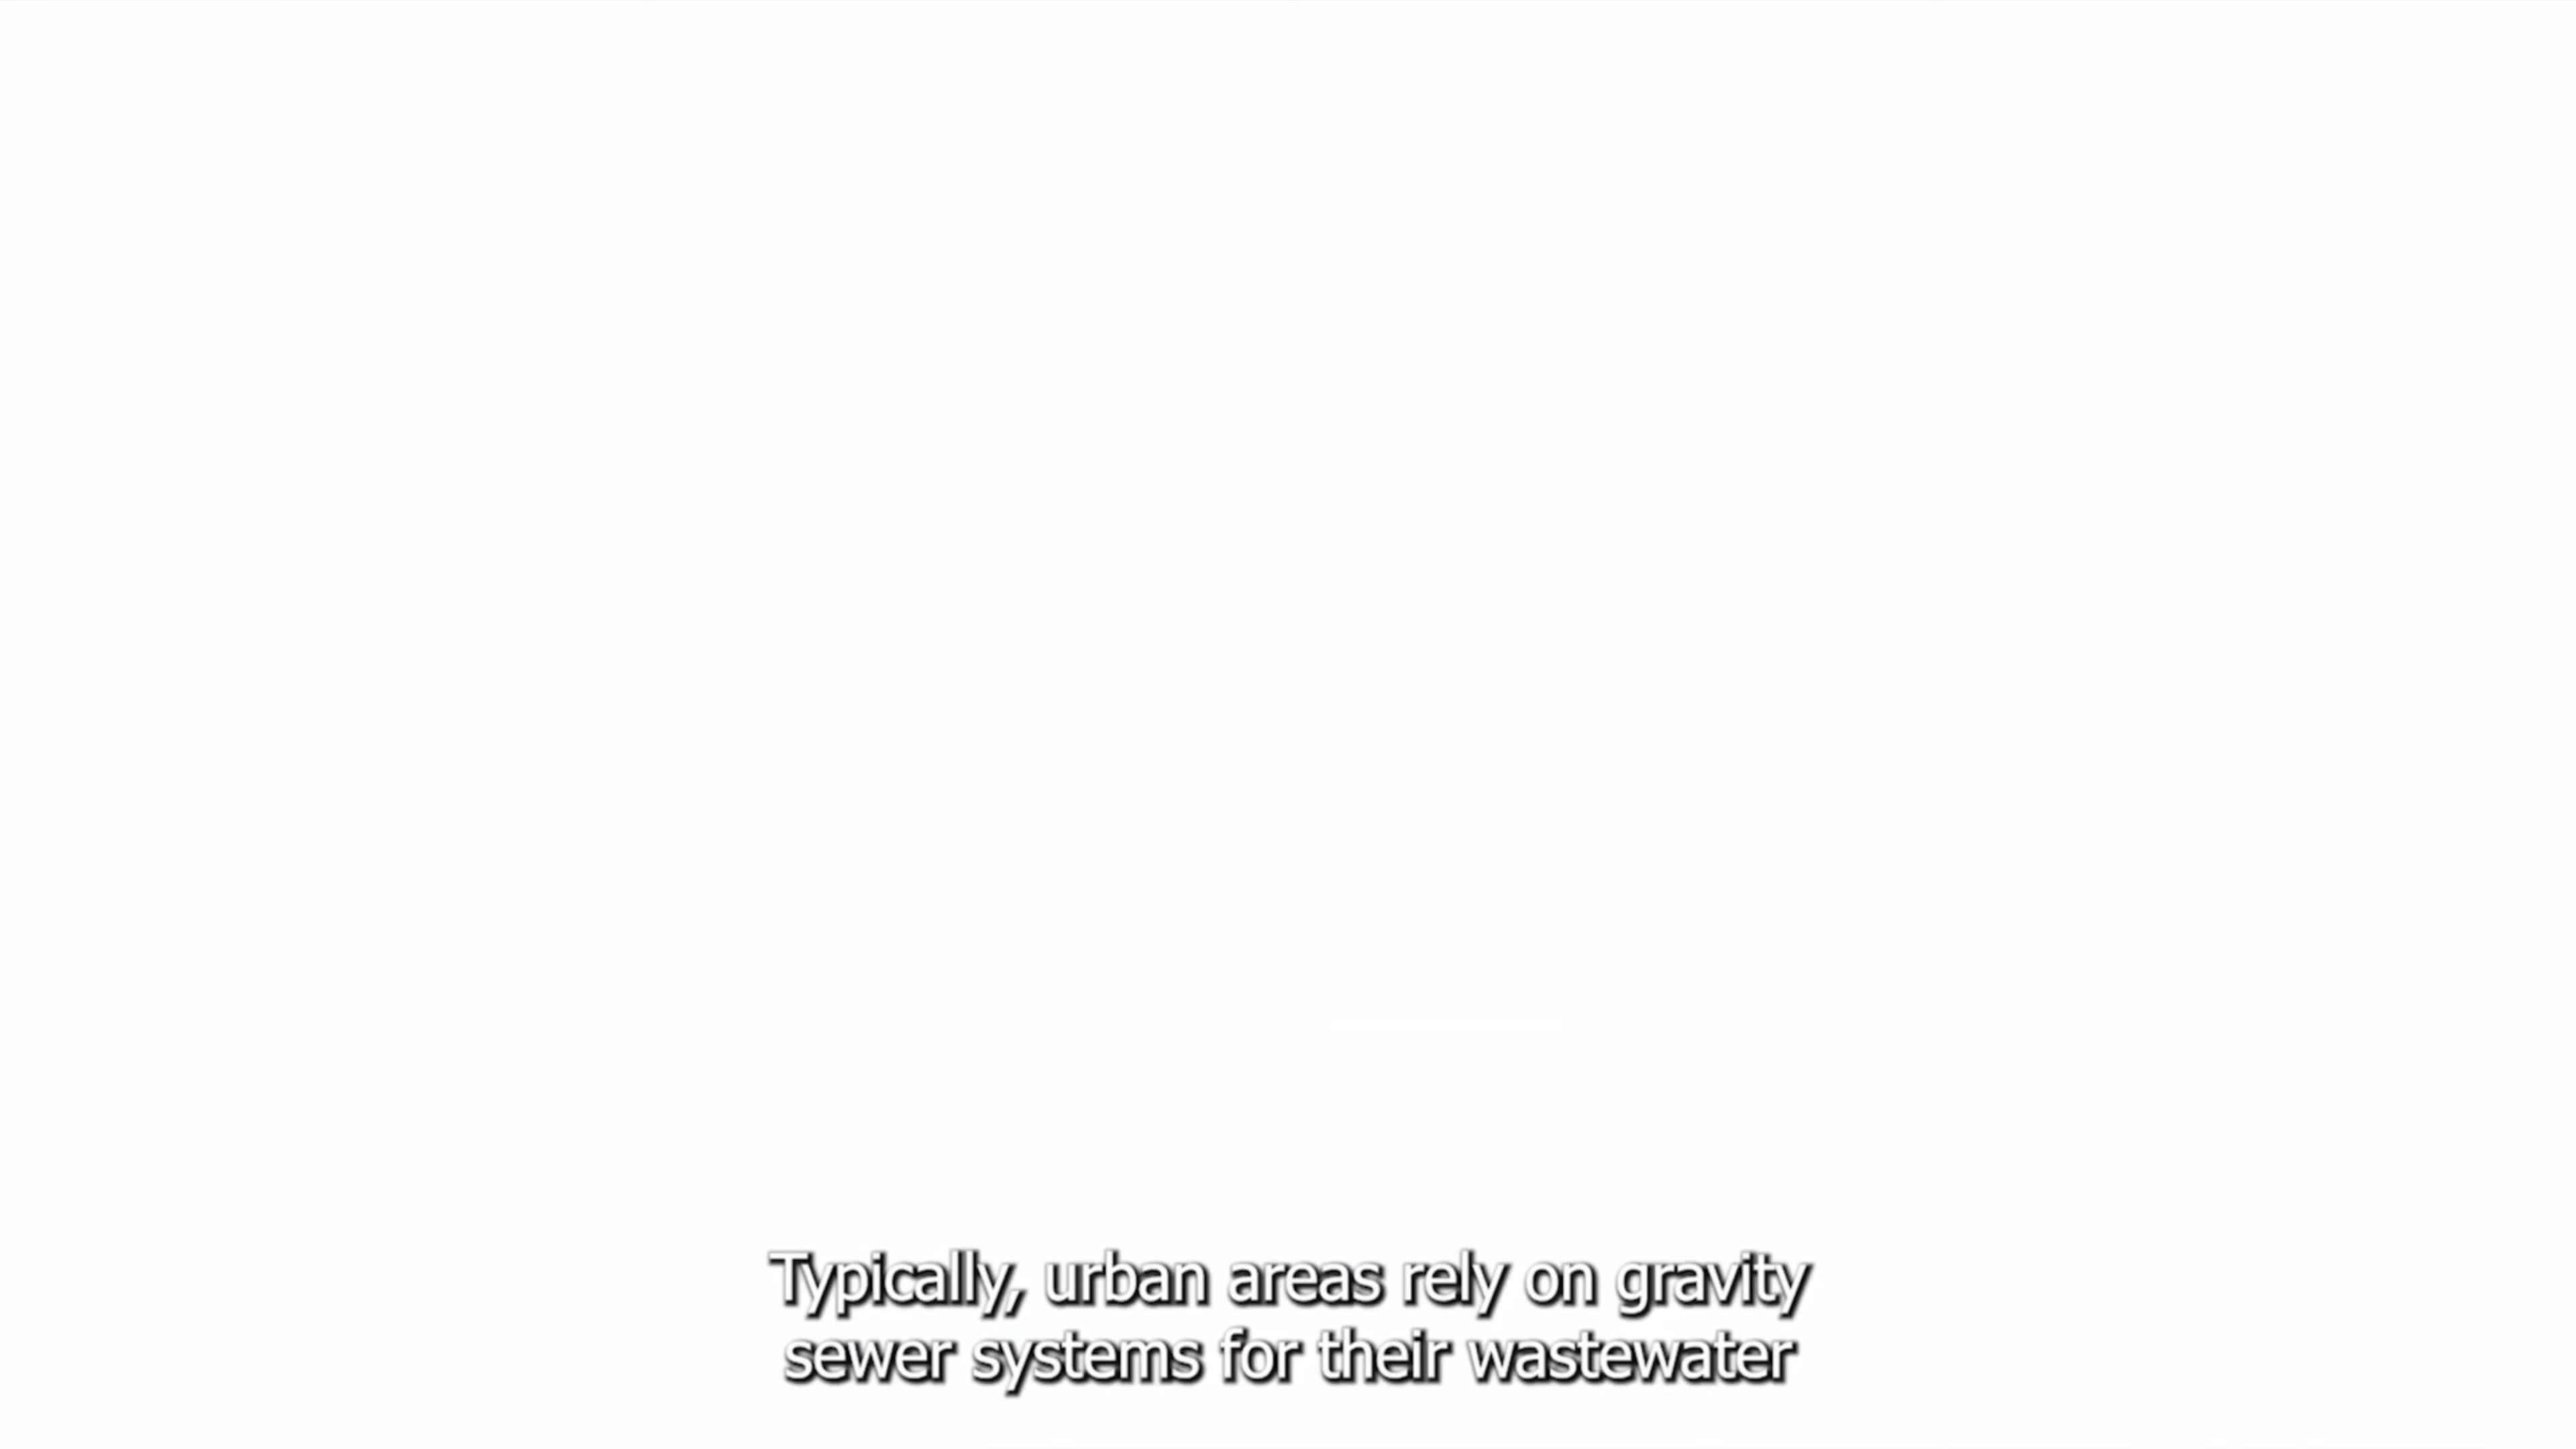 Typically, urban areas rely on gravity
sewer systems for their wastewater